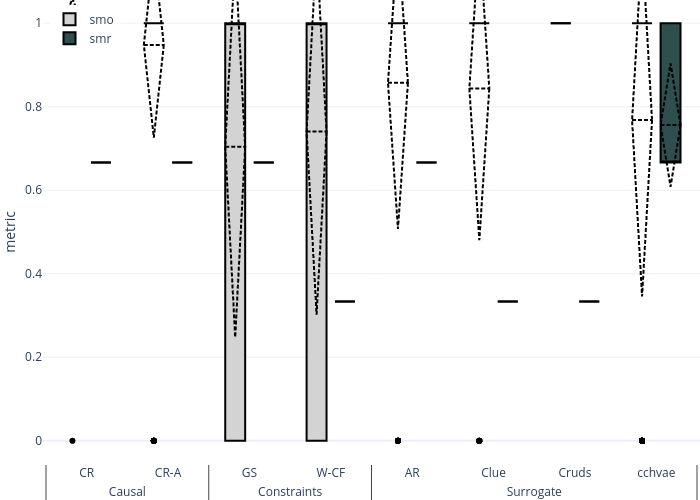 smo
smr
1
0.8
0.6
0.4
0.2
0
metric
CR CR-A GS W-CF AR Clue Cruds cchvae
Causal Constraints Surrogate